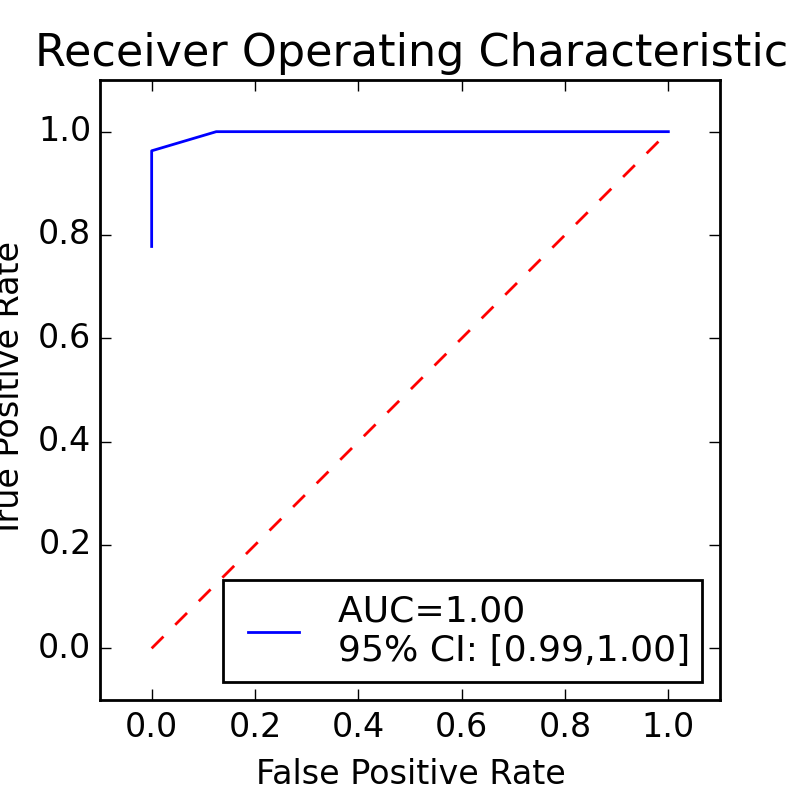 Receiver Operating Characteristic
True Positive Rate
1.0
0.8
0.6
0.4
0.2
0.0
AUC=1.00
95% CI: [0.99,1.00]
0.0 0.2 0.4 0.6 0.8 1.0
False Positive Rate